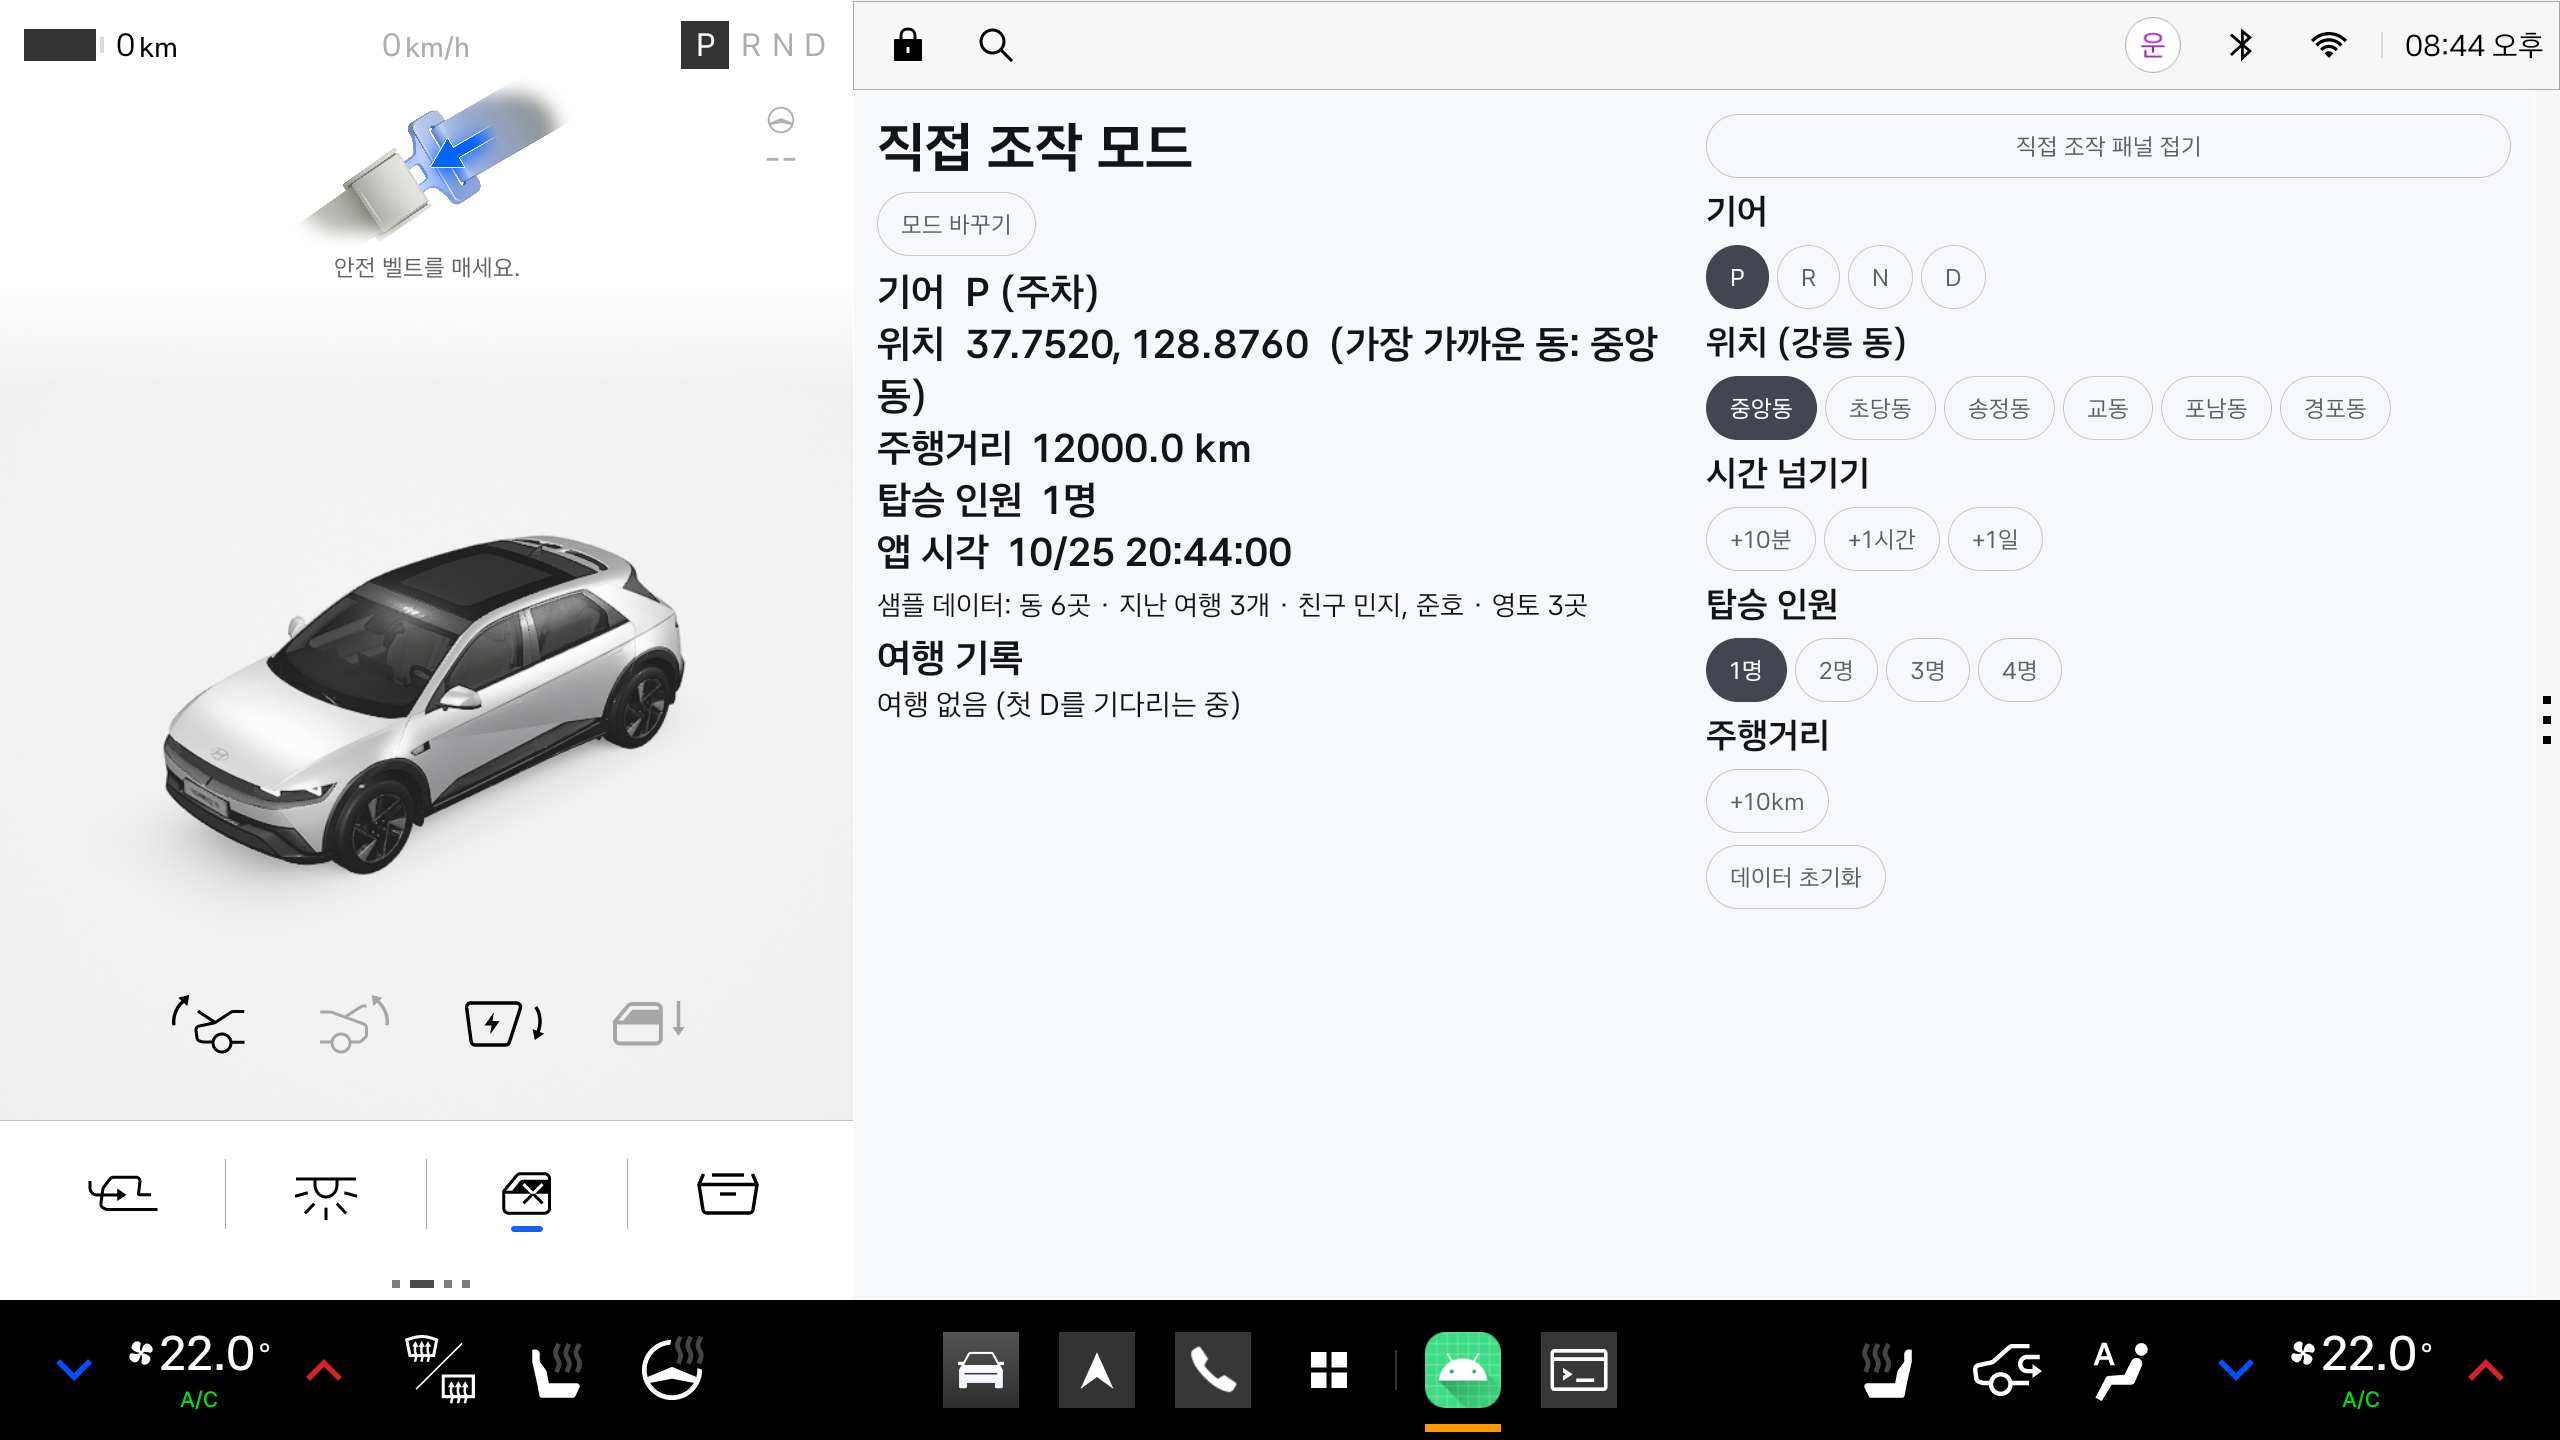 0 km
0 km/h
P R N D
안전 벨트를 매세요.
운
08:44 오후
직접 조작 모드
모드 바꾸기
기어 P (주차)
위치 37.7520, 128.8760 (가장 가까운 동: 중앙
동)
주행거리 12000.0 km
탑승 인원 1명
앱 시각 10/25 20:44:00
샘플 데이터: 동 6곳 · 지난 여행 3개 · 친구 민지, 준호 · 영토 3곳
여행 기록
여행 없음 (첫 D를 기다리는 중)
직접 조작 패널 접기
기어
P R N D
위치 (강릉 동)
중앙동 초당동 송정동 교동 포남동 경포동
시간 넘기기
+10분 +1시간 +1일
탑승 인원
1명 2명 3명 4명
주행거리
+10km
데이터 초기화
22.0°
A/C
A
22.0°
A/C